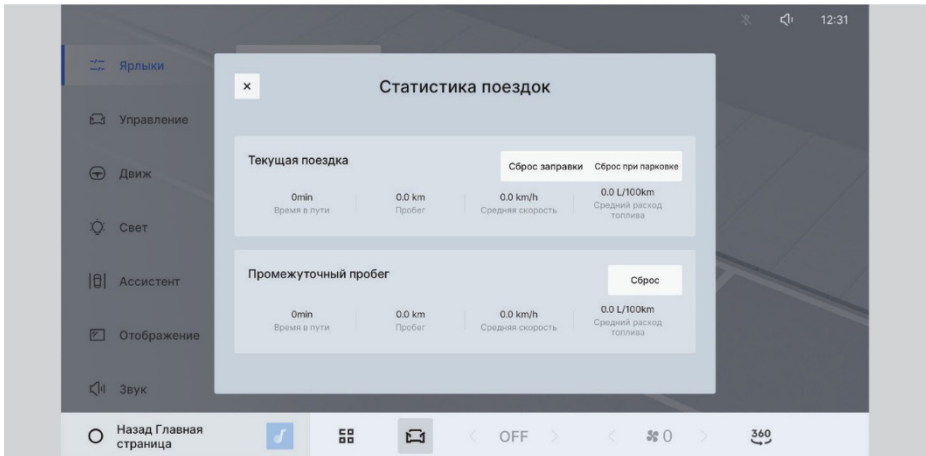 12:31
Ярлыки
Управление
Движ
Свет
Ассистент
Отображение
Звук
Статистика поездок
Текущая поездка
Сброс заправки Сброс при парковке
0min 0.0 km 0.0 km/h 0.0 L/100km
Время в пути Пробег Средняя скорость Средний расход
топлива
Промежуточный пробег
Сброс
0min 0.0 km 0.0 km/h 0.0 L/100km
Время в пути Пробег Средняя скорость Средний расход
топлива
Назад Главная
страница
OFF
0
360